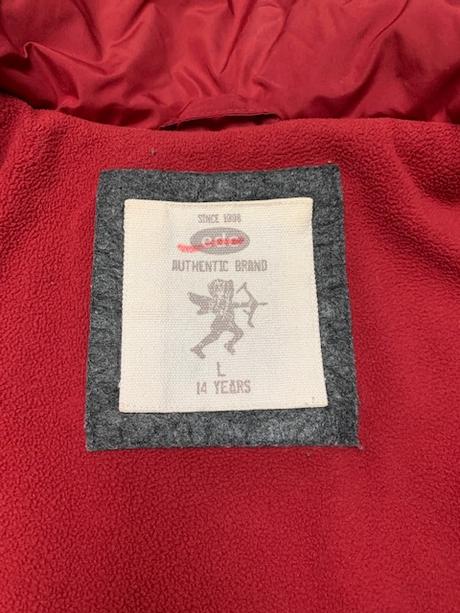 SINCE 1998
AUTHENTIC BRAND
L
14 YEARS